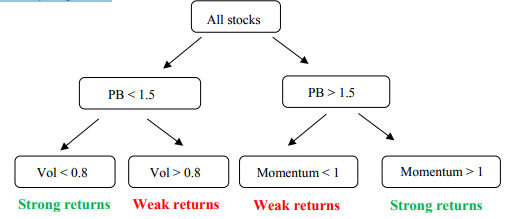 All stocks
PB < 1.5
PB > 1.5
Vol < 0.8
Vol > 0.8
Momentum < 1
Momentum > 1
Strong returns
Weak returns
Weak returns
Strong returns